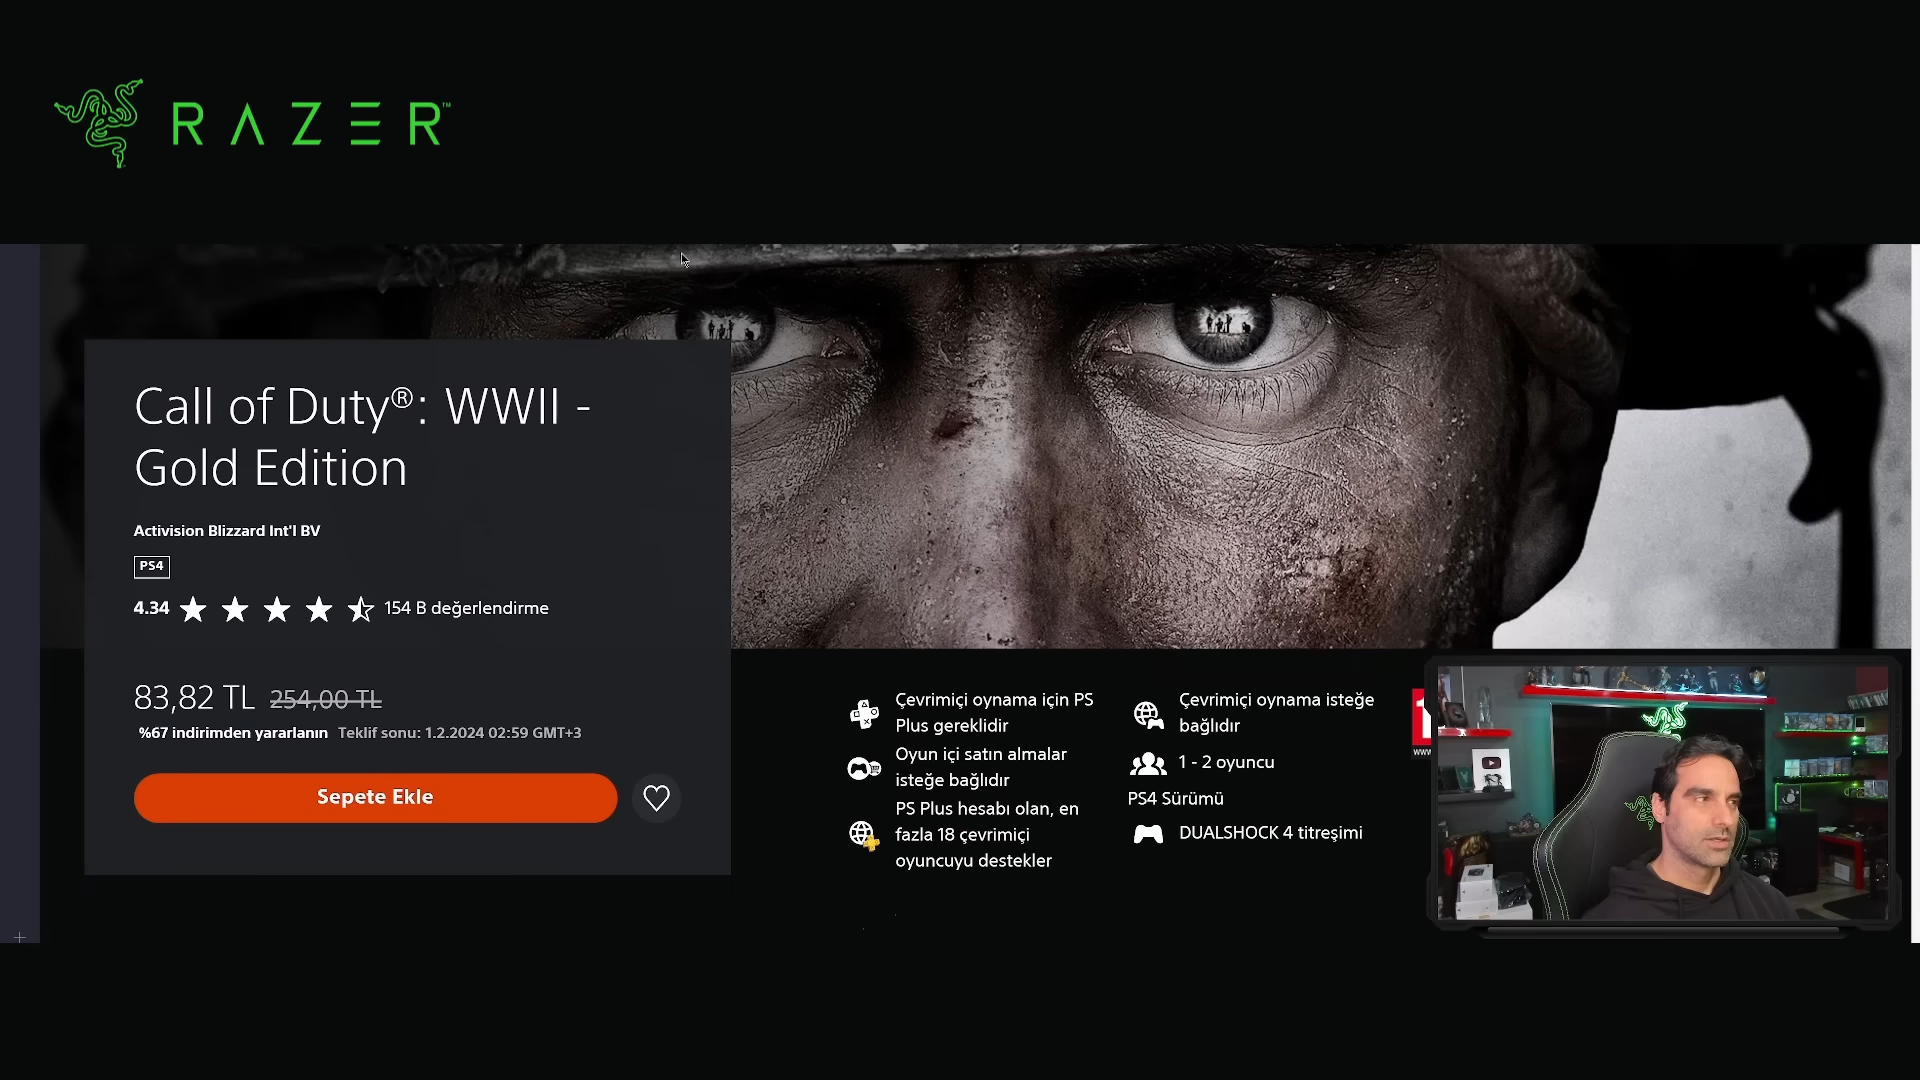 RAZER™
Call of Duty®: WWII -
Gold Edition
Activision Blizzard Int'l BV
PS4
4.34 154 B değerlendirme
83,82 TL 254,00 TL
%67 indirimden yararlanın Teklif sonu: 1.2.2024 02:59 GMT+3
Sepete Ekle
Çevrimiçi oynama için PS
Plus gereklidir
Oyun içi satın almalar
isteğe bağlıdır
PS Plus hesabı olan, en
fazla 18 çevrimiçi
oyuncuyu destekler
Çevrimiçi oynama isteğe
bağlıdır
1 - 2 oyuncu
PS4 Sürümü
DUALSHOCK 4 titreşimi